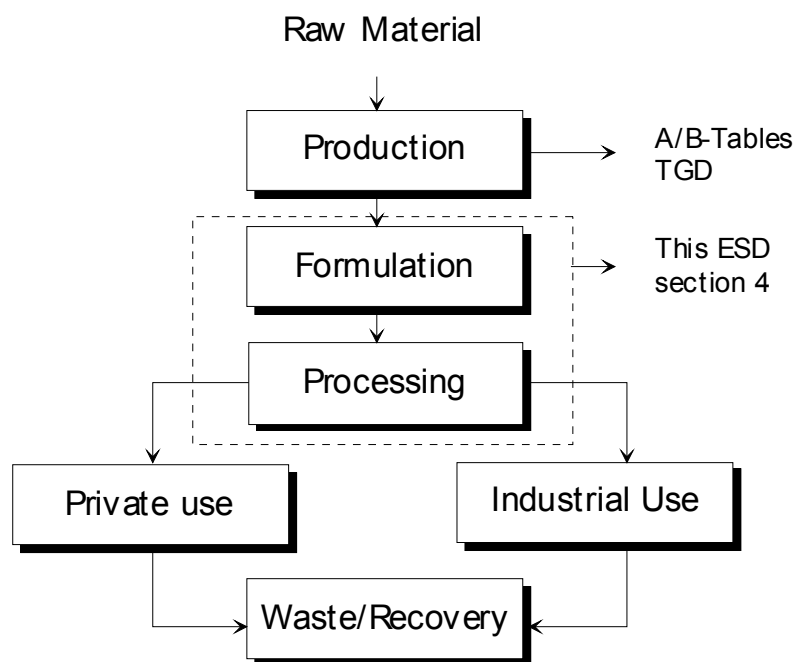 Raw Material
Production
A/B-Tables
TGD
Formulation
This ESD
section 4
Processing
Private use
Industrial Use
Waste/Recovery